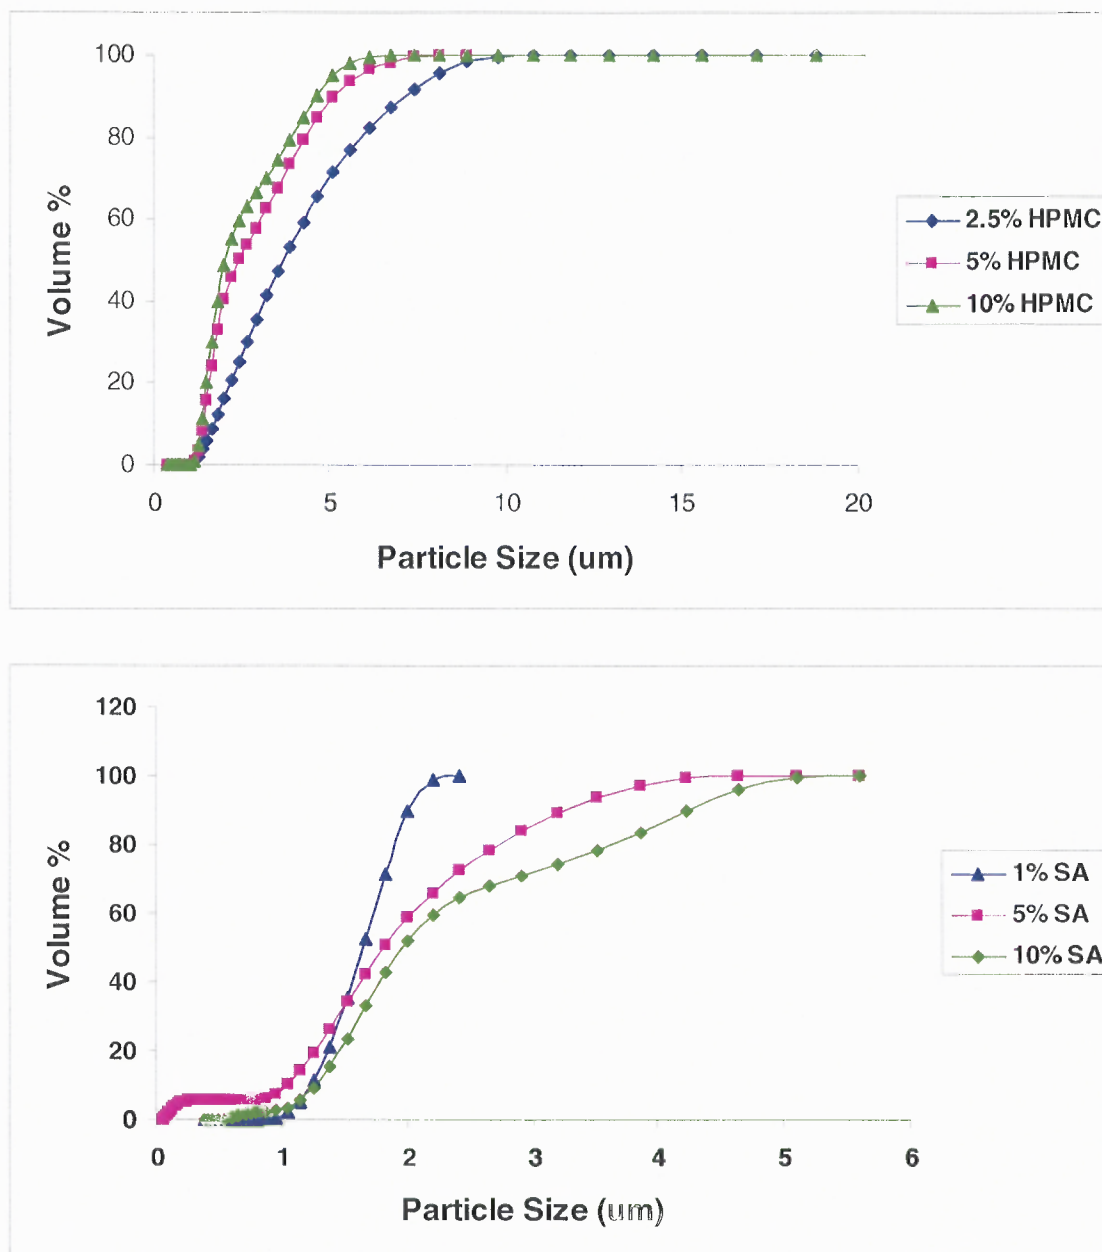 100
80
60
40
20
0
Volume %
0 5 10 15 20
Particle Size (um)
2.5% HPMC
5% HPMC
10% HPMC
120
100
80
60
40
20
0
Volume %
0 1 2 3 4 5 6
Particle Size (um)
1% SA
5% SA
10% SA